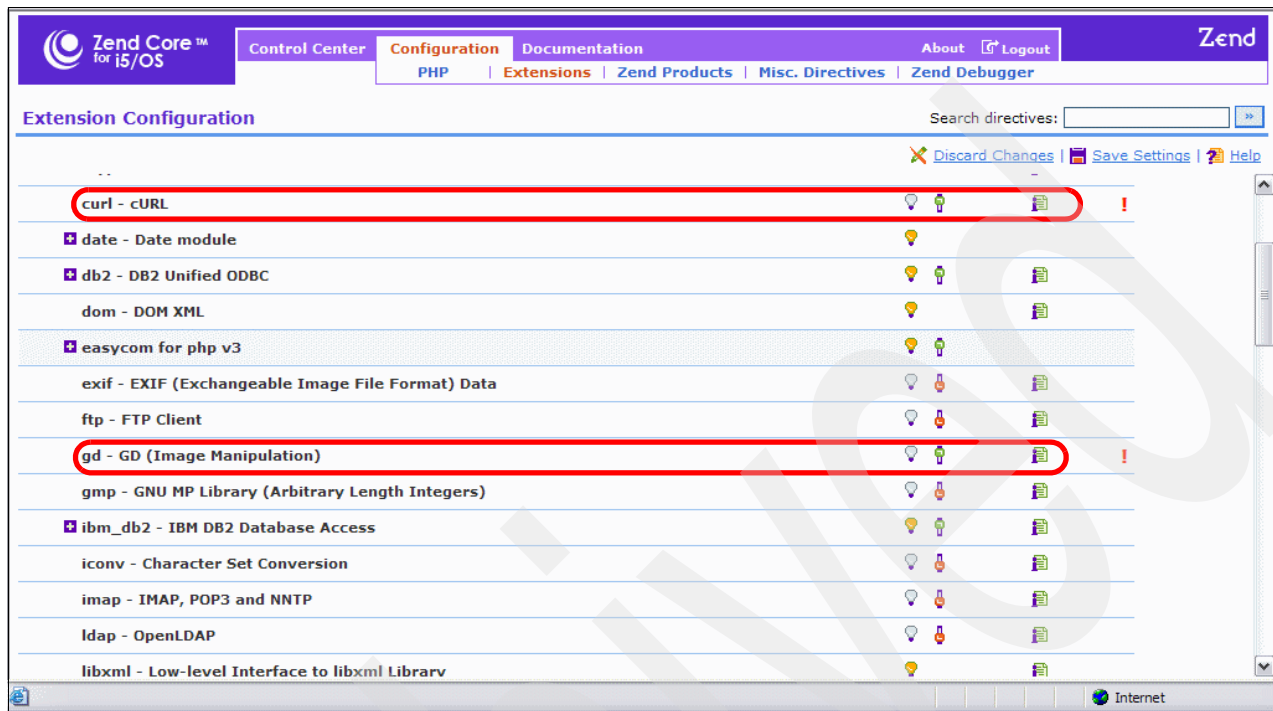 Zend Core™ for i5/OS
Control Center Configuration Documentation About Logout
Zend
PHP | Extensions | Zend Products | Misc. Directives | Zend Debugger
Extension Configuration
Search directives: »
Discard Changes | Save Settings | Help
curl - cURL !
date - Date module
db2 - DB2 Unified ODBC
dom - DOM XML
easycom for php v3
exif - EXIF (Exchangeable Image File Format) Data
ftp - FTP Client
gd - GD (Image Manipulation) !
gmp - GNU MP Library (Arbitrary Length Integers)
ibm_db2 - IBM DB2 Database Access
iconv - Character Set Conversion
imap - IMAP, POP3 and NNTP
ldap - OpenLDAP
libxml - Low-level Interface to libxml Library
Internet